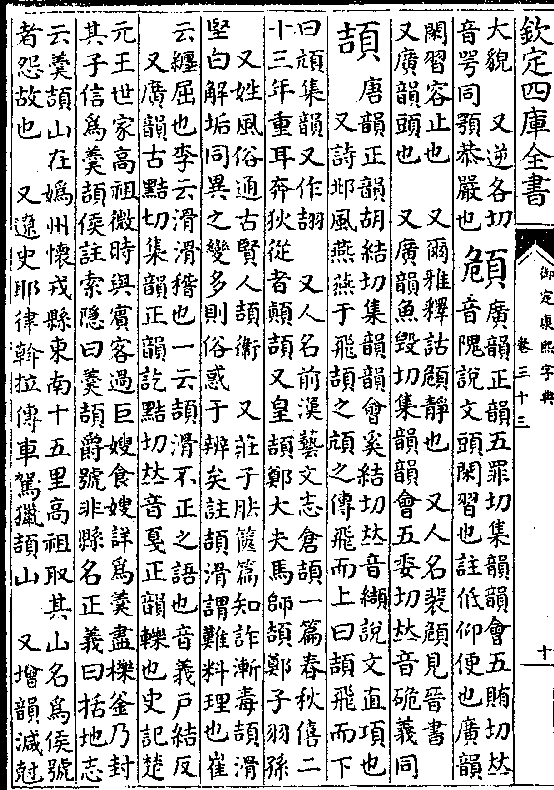 欽定四庫全書
御定康熙字典
卷三十三
十
大貌　又逆各切
音咢同顎恭嚴也
頠
廣韻正韻五罪切集韻韻會五賄切𠀤
音隗說文頭閑習也註低仰便也廣韻
閑習容止也　又爾雅釋詁頠靜也　又人名裴頠見晉書
又廣韻頭也　又廣韻魚毀切集韻韻會五委切𠀤音硊義同
頡
唐韻正韻胡結切集韻韻會奚結切𠀤音纈說文直項也
又詩邶風燕燕于飛頡之頏之傳飛而上曰頡飛而下
曰頏集韻又作翓　又人名前漢藝文志倉頡一篇春秋僖二
十三年重耳奔狄從者顛頡又皇頡鄭大夫馬師頡鄭子羽孫
又姓風俗通古賢人頡衛　又莊子胠篋篇知詐漸毒頡滑
堅白解垢同異之變多則俗惑于辨矣註頡滑謂難料理也崔
云纏屈也李云滑滑稽也一云頡滑不正之語也音義戶結反
又廣韻古黠切集韻正韻訖黠切𠀤音戛正韻轢也史記楚
元王世家高祖微時與賓客過巨嫂食嫂詳為羹盡櫟釜乃封
其子信為羹頡侯註索隱曰羹頡爵號非縣名正義曰括地志
云羹頡山在媯州懷戎縣東南十五里高祖取其山名為侯號
者怨故也　又遼史耶律斡拉傳車駕獵頡山　又增韻減尅